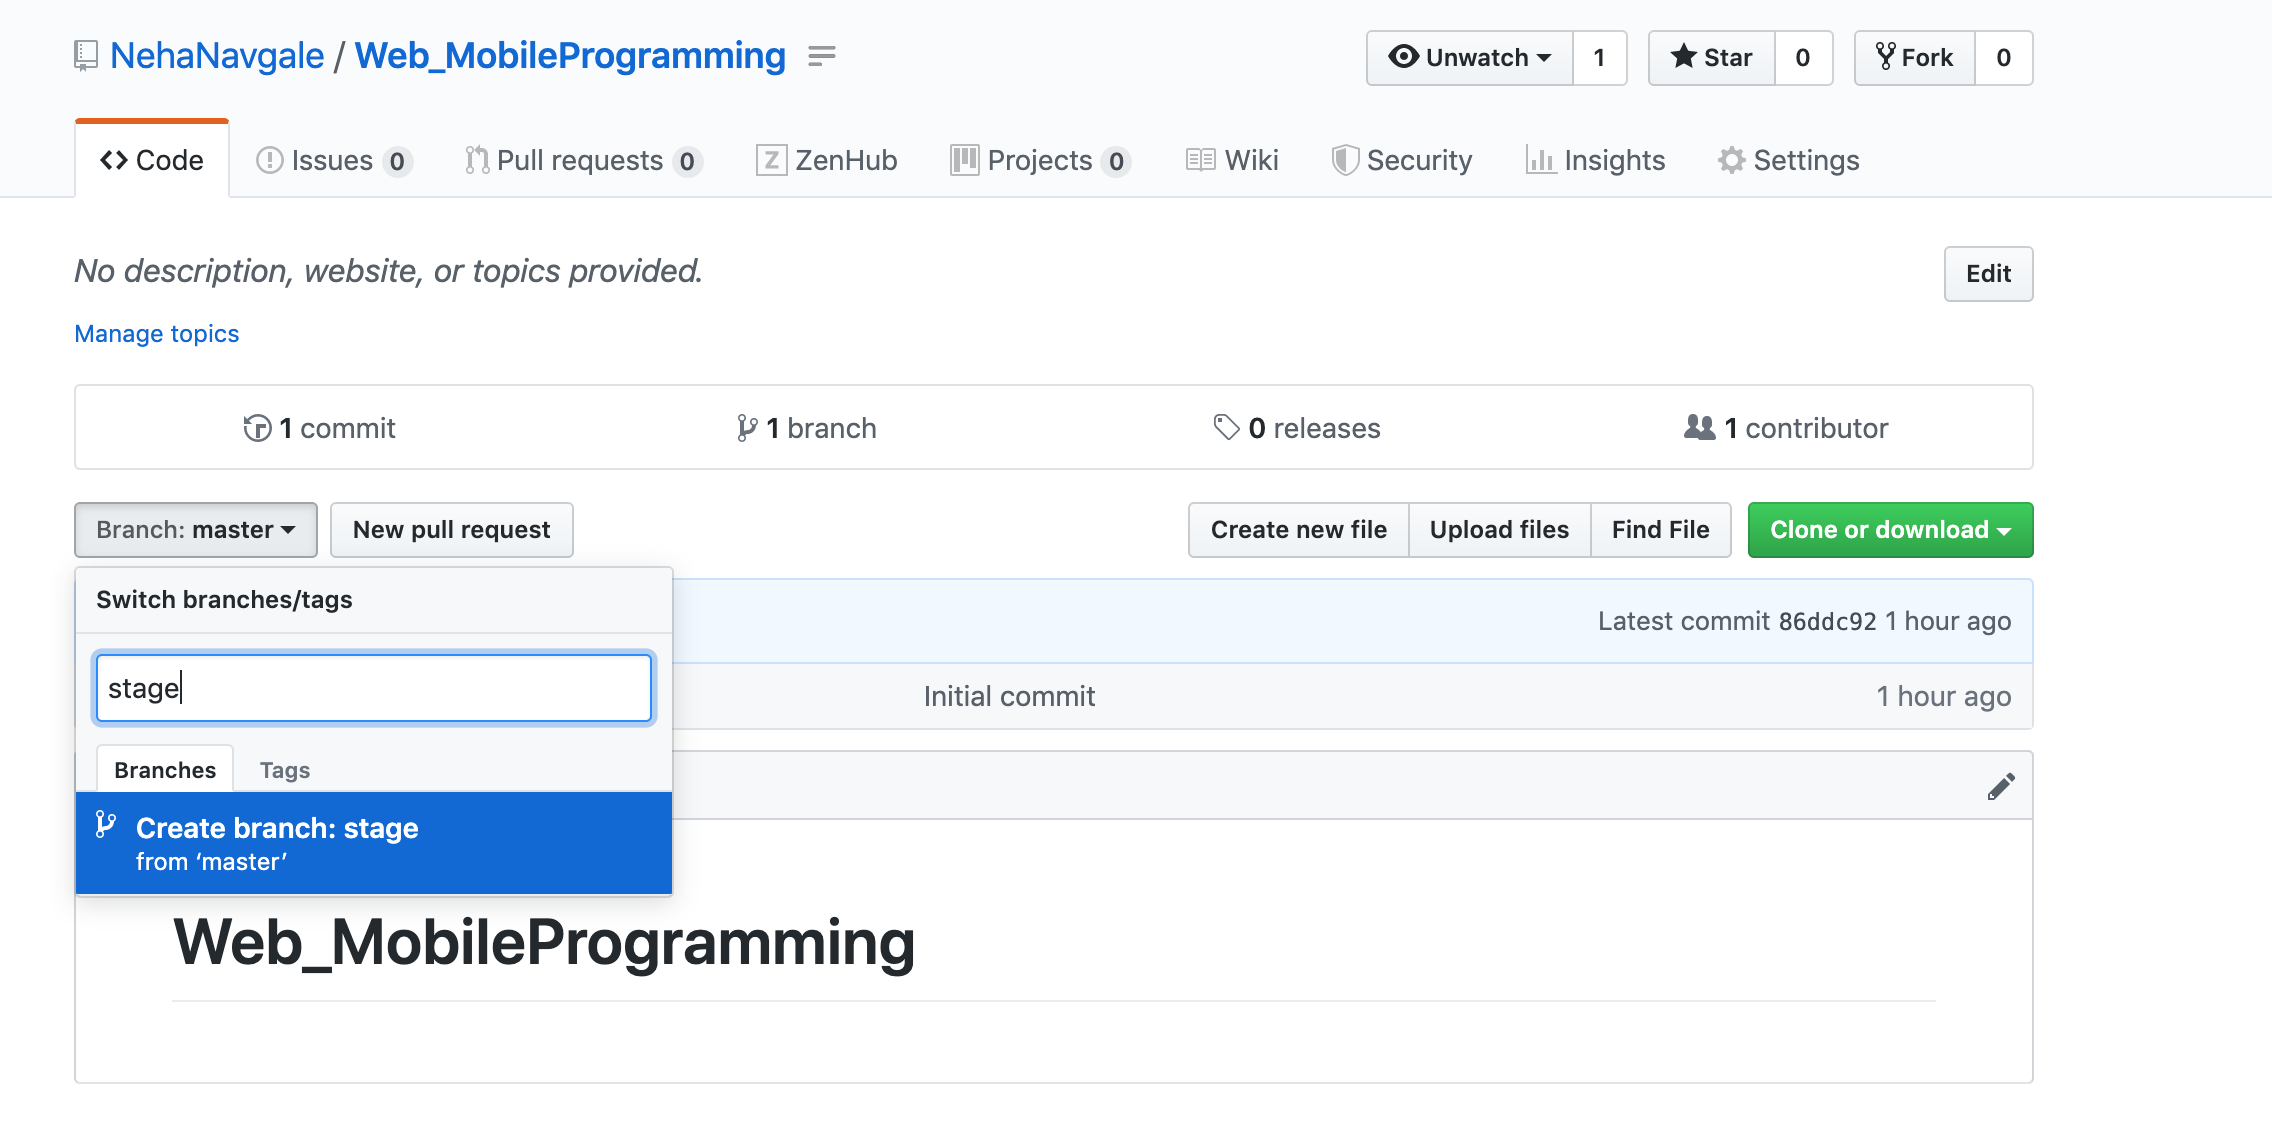 NehaNavgale / Web_MobileProgramming
Unwatch 1 Star 0 Fork 0
Code Issues 0 Pull requests 0 Z ZenHub Projects 0 Wiki Security Insights Settings
No description, website, or topics provided.
Edit
Manage topics
1 commit 1 branch 0 releases 1 contributor
Branch: master New pull request Create new file Upload files Find File Clone or download
Switch branches/tags
Latest commit 86ddc92 1 hour ago
stage
Initial commit 1 hour ago
Branches Tags
Create branch: stage
from ‘master’
Web_MobileProgramming